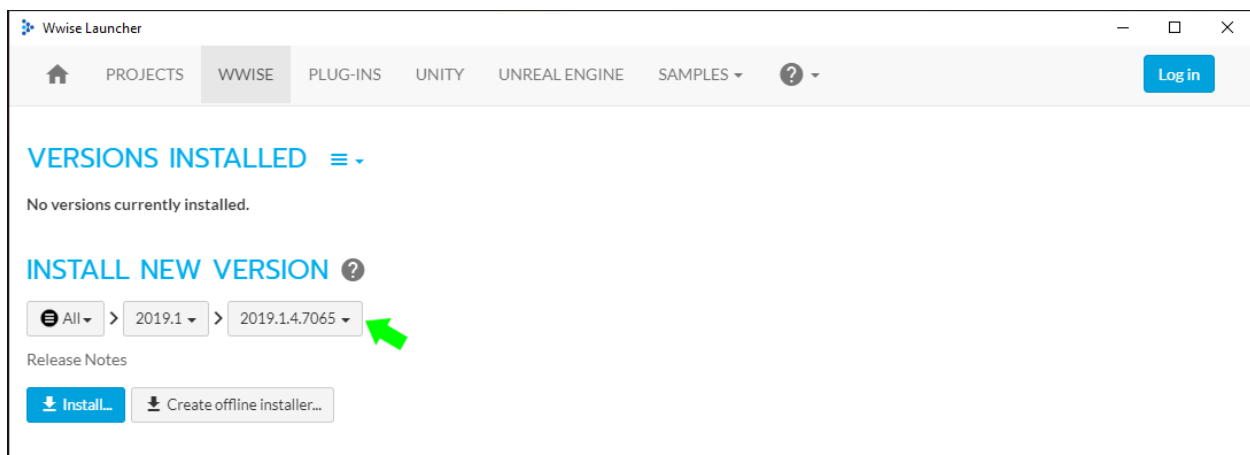 Wwise Launcher
PROJECTS WWISE PLUG-INS UNITY UNREAL ENGINE SAMPLES Log in
VERSIONS INSTALLED
No versions currently installed.
INSTALL NEW VERSION
All > 2019.1 > 2019.1.4.7065
Release Notes
Install... Create offline installer...